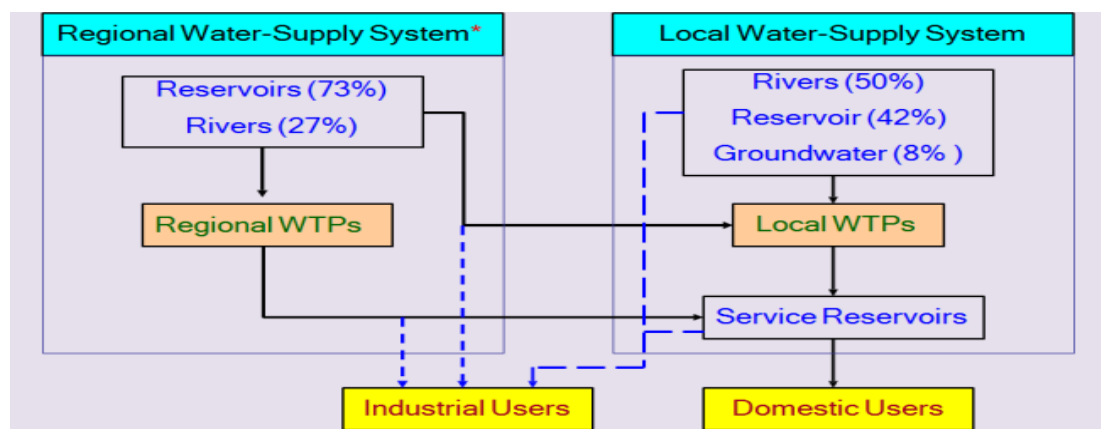 Regional Water-Supply System*
Reservoirs (73%)
Rivers (27%)
Regional WTPs
Local Water-Supply System
Rivers (50%)
Reservoir (42%)
Groundwater (8% )
Local WTPs
Service Reservoirs
Industrial Users
Domestic Users